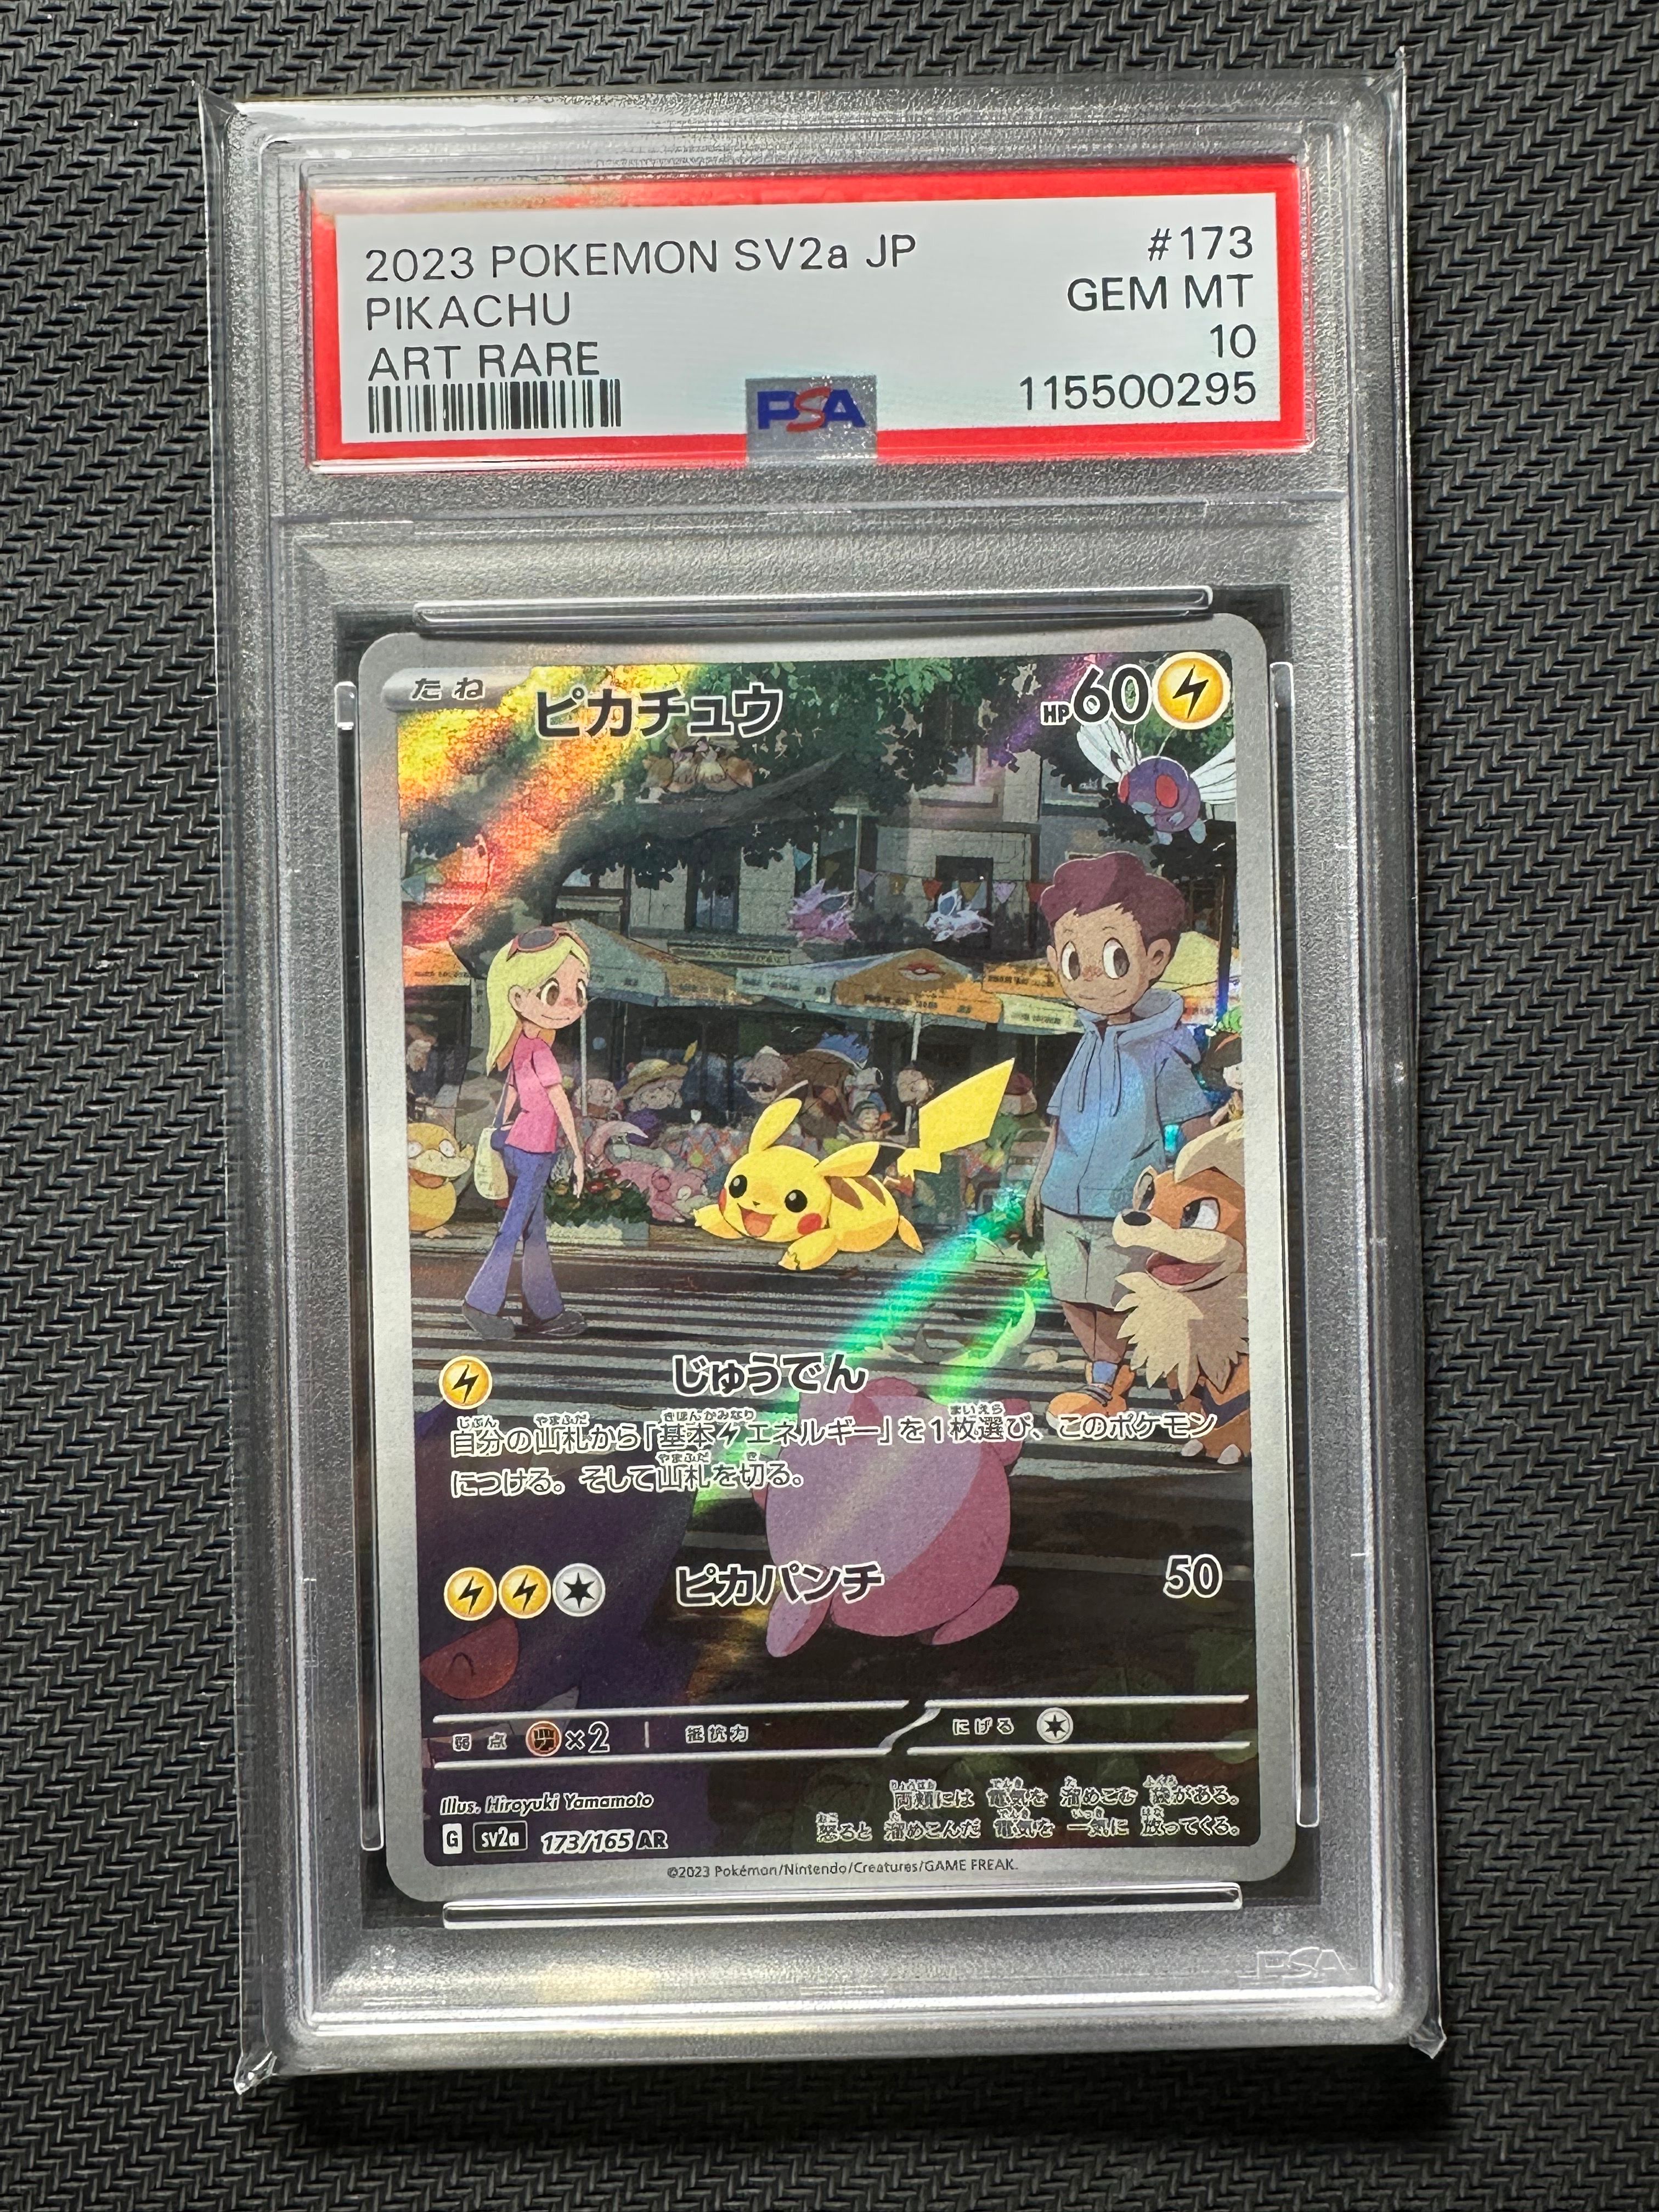 2023 POKEMON SV2a JP #173
PIKACHU GEM MT
ART RARE 10
PSA 115500295
たね ピカチュウ HP60
じゅうでん
自分の山札から「基本エネルギー」を1枚選び、このポケモン
につける。そして山札を切る。
ピカパンチ 50
弱点 ×2 抵抗力 にげる
Illus. Hiroyuki Yamamoto
両頬には 電気を 溜めこむ 袋がある。
怒ると 溜めこんだ 電気を 一気に 放ってくる。
G sv2a 173/165 AR
©2023 Pokémon/Nintendo/Creatures/GAME FREAK.
PSA